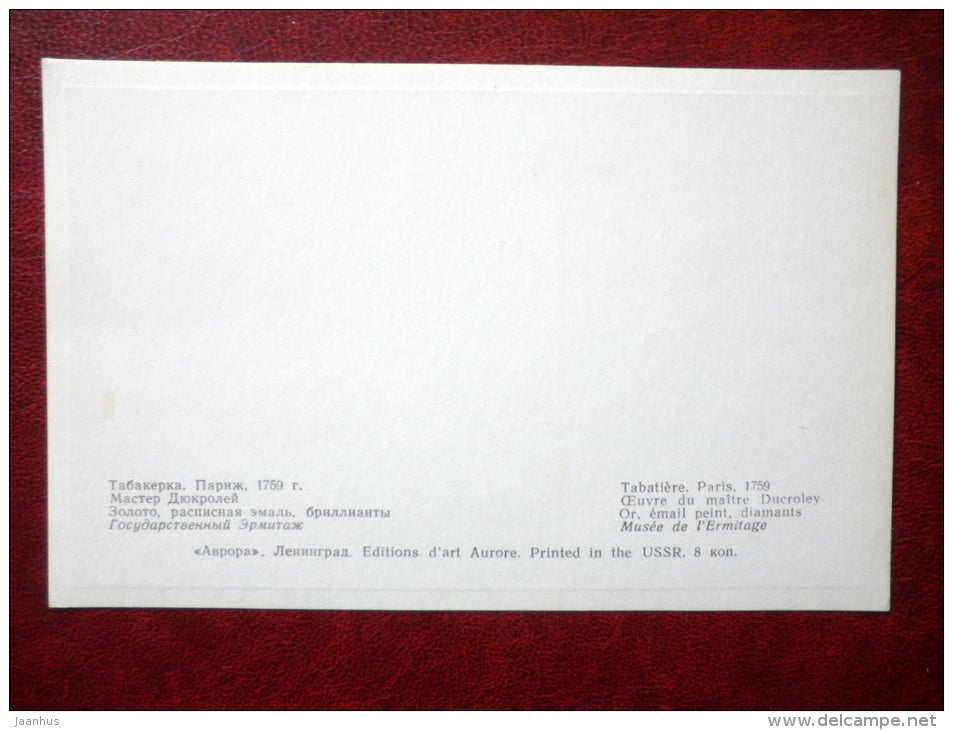 Табакерка. Париж, 1759 г.
Мастер Дюкролей
Золото, расписная эмаль, бриллианты
Государственный Эрмитаж
Tabatière. Paris, 1759
Œuvre du maître Ducroley
Or, émail peint, diamants
Musée de l'Ermitage
«Аврора». Ленинград. Editions d'art Aurore. Printed in the USSR. 8 коп.
jaanhus
www.delcampe.net